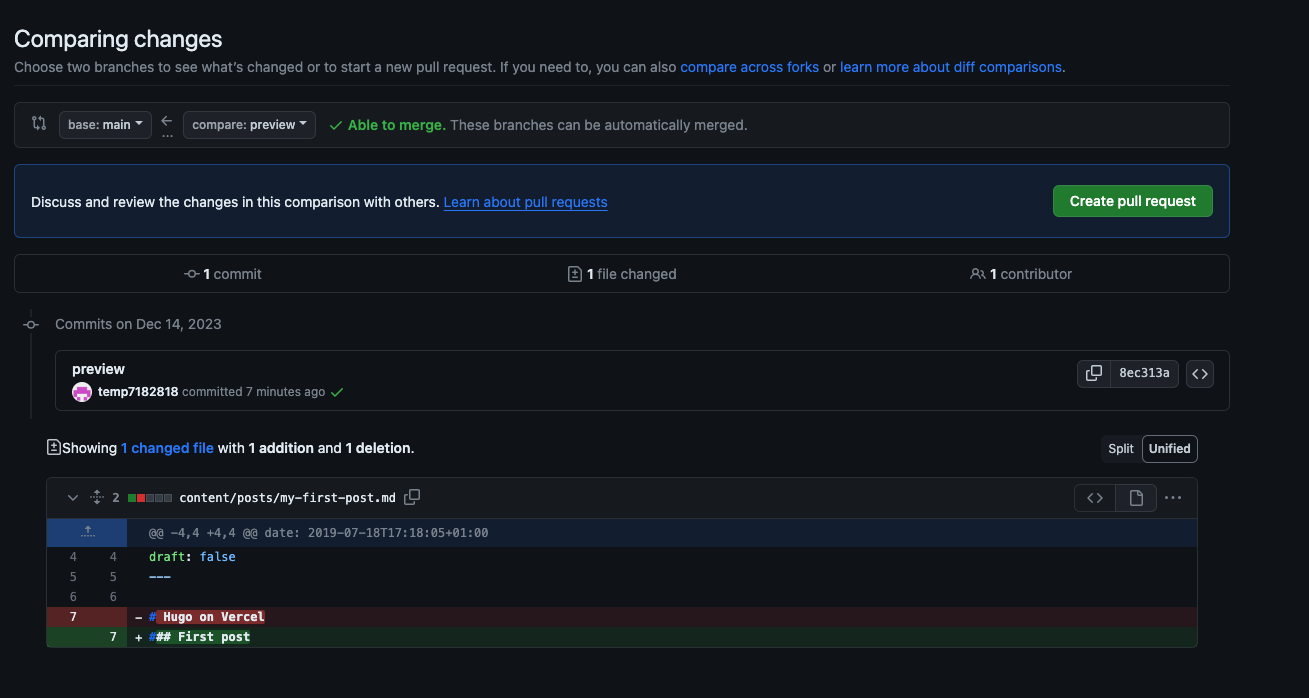 Comparing changes
Choose two branches to see what's changed or to start a new pull request. If you need to, you can also compare across forks or learn more about diff comparisons.
base: main ... compare: preview Able to merge. These branches can be automatically merged.
Discuss and review the changes in this comparison with others. Learn about pull requests Create pull request
1 commit 1 file changed 1 contributor
Commits on Dec 14, 2023
preview
temp7182818 committed 7 minutes ago 8ec313a
Showing 1 changed file with 1 addition and 1 deletion. Split Unified
2 content/posts/my-first-post.md
@@ -4,4 +4,4 @@ date: 2019-07-18T17:18:05+01:00
4 4 draft: false
5 5 ---
6 6
7 - # Hugo on Vercel
7 + ### First post